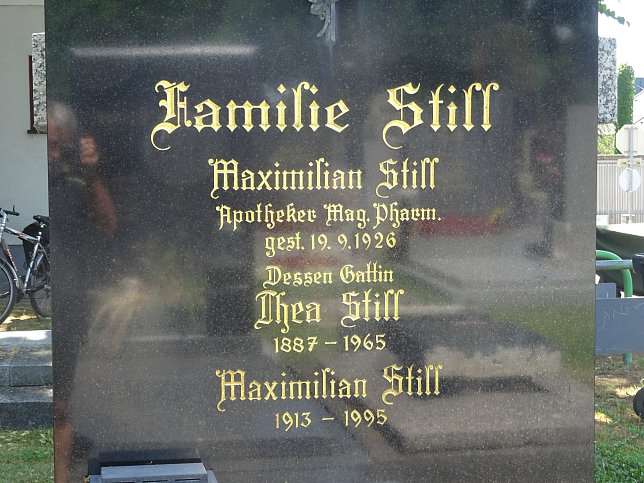 Familie Still
Maximilian Still
Apotheker Mag. Pharm.
gest. 19. 9. 1926
Dessen Gattin
Thea Still
1887 – 1965
Maximilian Still
1913 – 1995